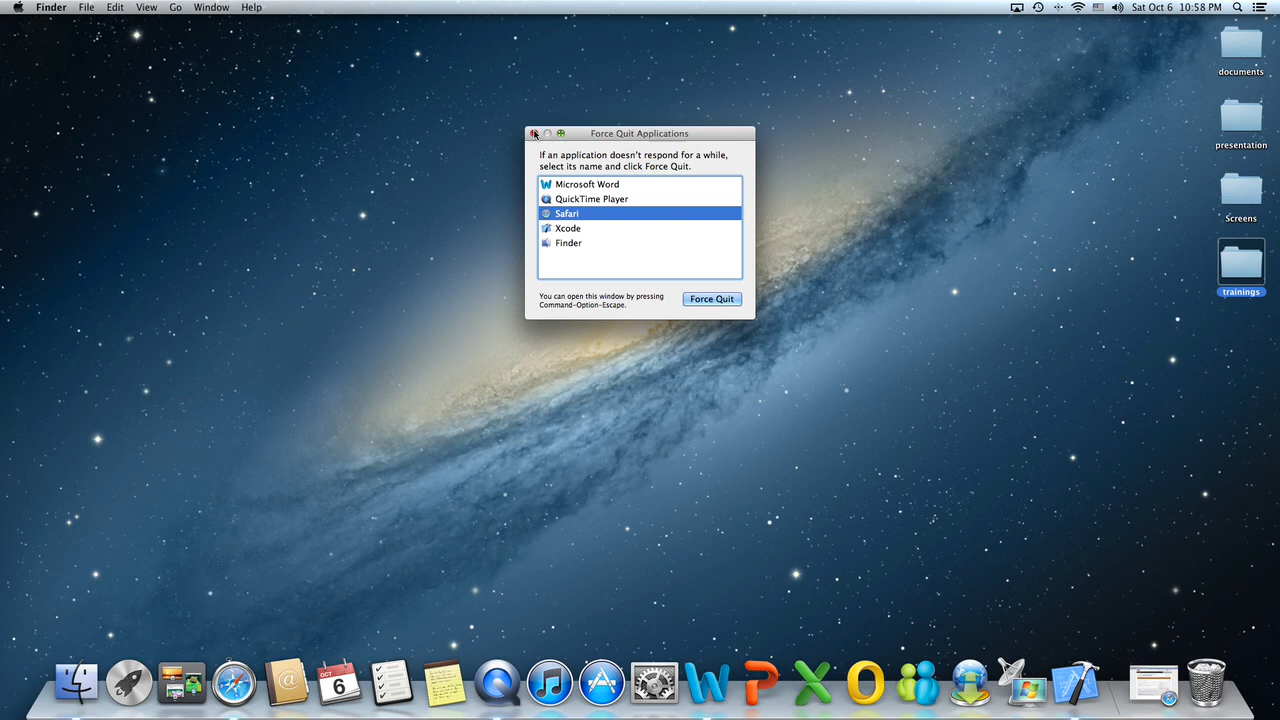 Finder File Edit View Go Window Help
Sat Oct 6 10:58 PM
documents
presentation
Screens
trainings
Force Quit Applications
If an application doesn't respond for a while,
select its name and click Force Quit.
Microsoft Word
QuickTime Player
Safari
Xcode
Finder
You can open this window by pressing
Command-Option-Escape.
Force Quit
OCT
6